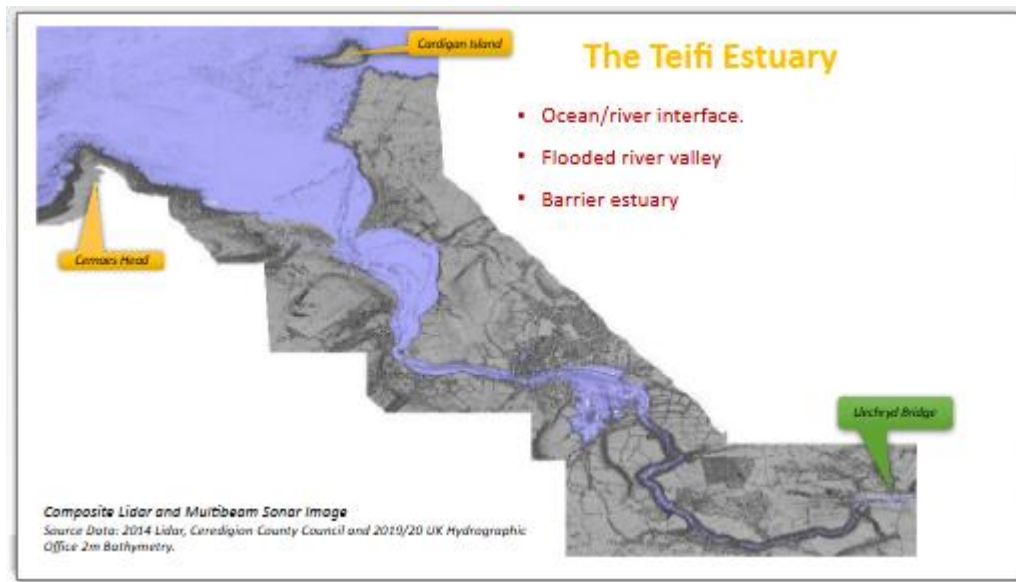 Cardigan Island
The Teifi Estuary
Ocean/river interface.
Flooded river valley
Barrier estuary
Cemaes Head
Llechryd Bridge
Composite Lidar and Multibeam Sonar Image
Source Data: 2014 Lidar, Ceredigion County Council and 2019/20 UK Hydrographic
Office 2m Bathymetry.